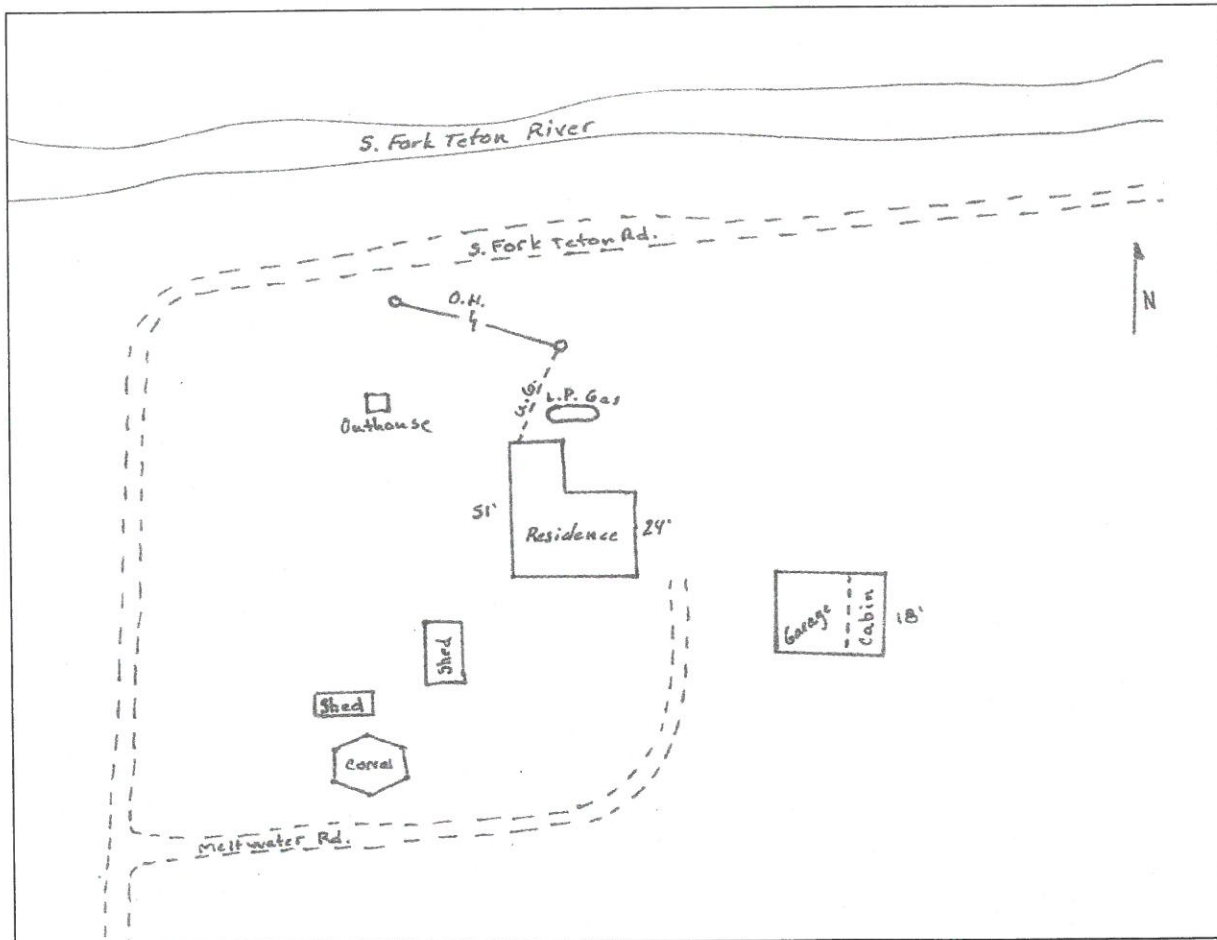 S. Fork Teton River
S. Fork Teton Rd.
N
O.H.
U.G.
L.P. Gas
Outhouse
51'
Residence
24'
Garage
Cabin
18'
Shed
Shed
Corral
Meltwater Rd.